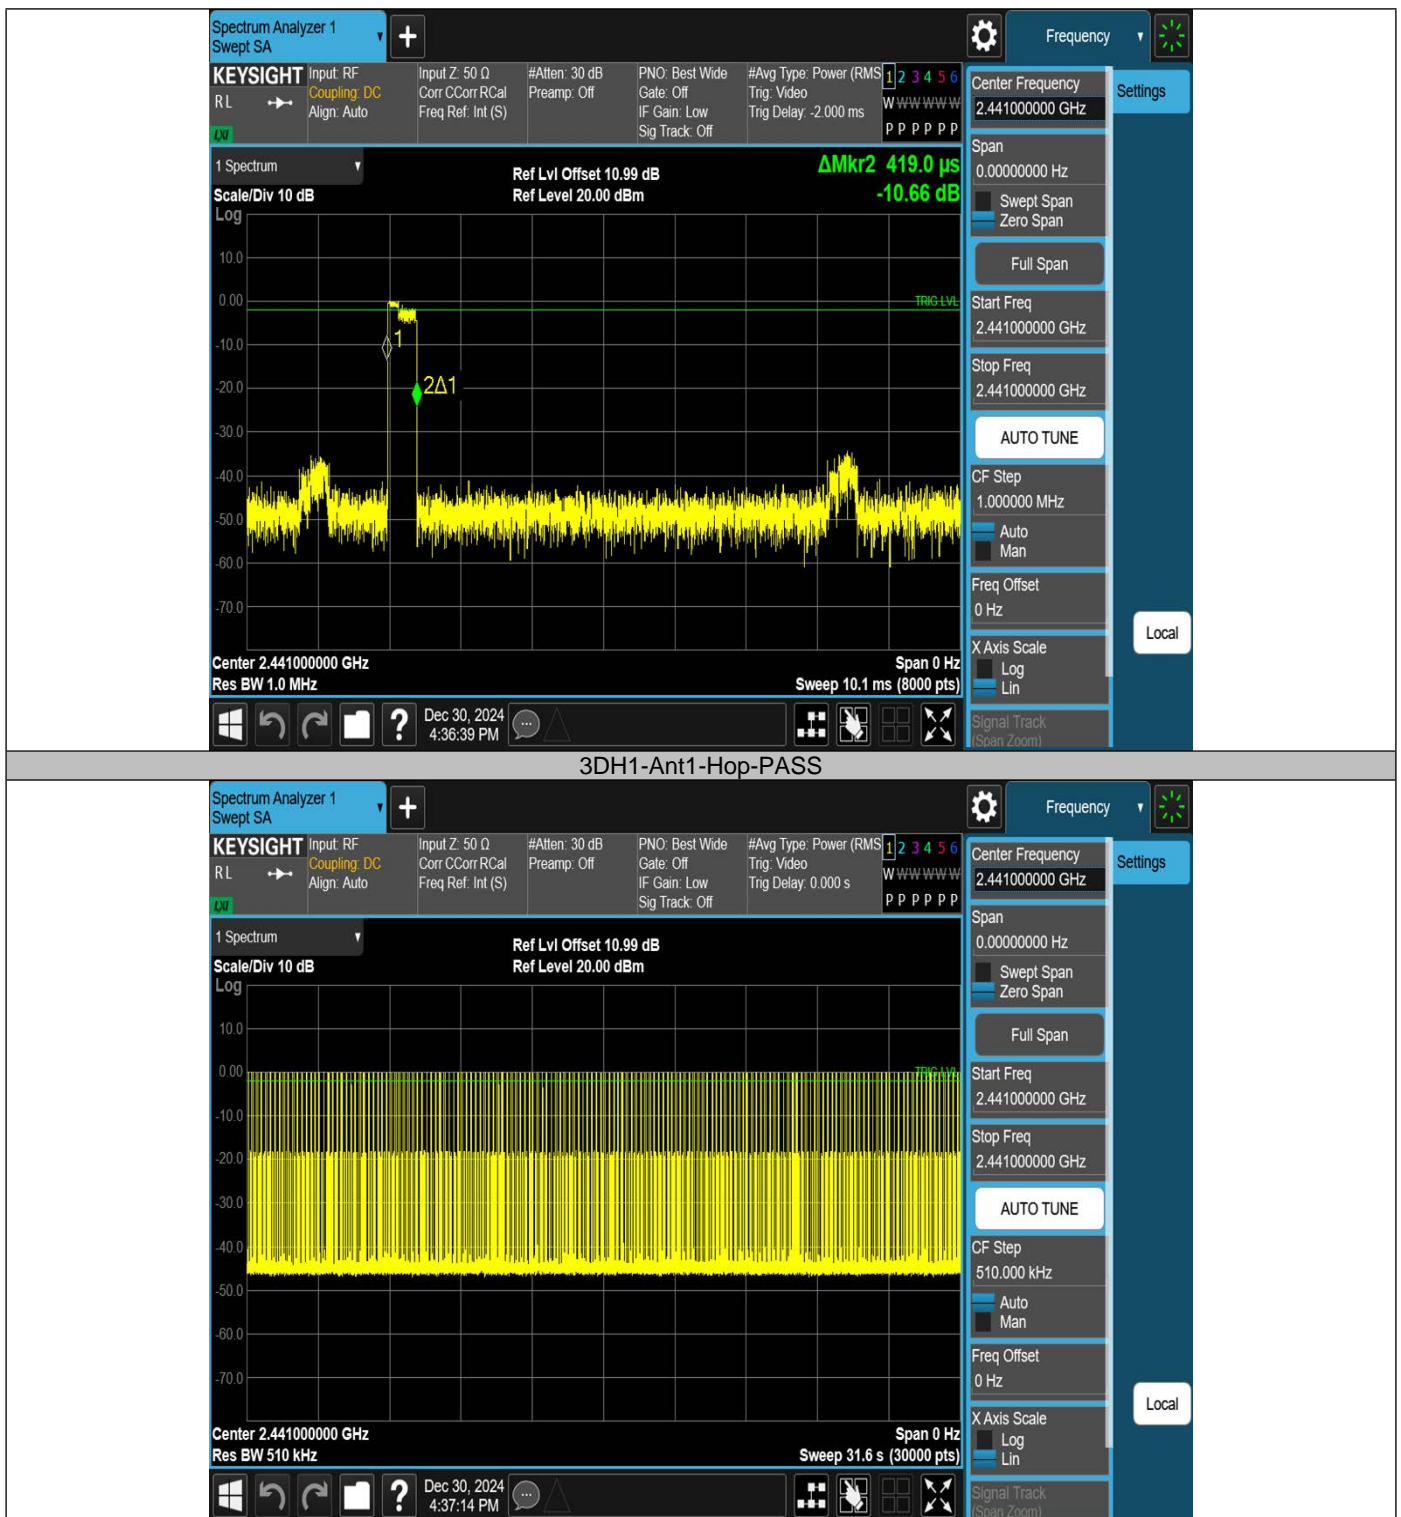 Spectrum Analyzer 1
Swept SA
+
Frequency
KEYSIGHT
RL
LXI
Input: RF
Coupling: DC
Align: Auto
Input Z: 50 Ω
Corr CCorr RCal
Freq Ref: Int (S)
#Atten: 30 dB
Preamp: Off
PNO: Best Wide
Gate: Off
IF Gain: Low
Sig Track: Off
#Avg Type: Power (RMS
Trig: Video
Trig Delay: -2.000 ms
1 2 3 4 5 6
W W W W W W
P P P P P P
1 Spectrum
Scale/Div 10 dB
Ref Lvl Offset 10.99 dB
Ref Level 20.00 dBm
ΔMkr2 419.0 µs
-10.66 dB
Log
10.0
0.00
-10.0
-20.0
-30.0
-40.0
-50.0
-60.0
-70.0
TRIG LVL
1
2Δ1
Center 2.441000000 GHz
Res BW 1.0 MHz
Span 0 Hz
Sweep 10.1 ms (8000 pts)
Dec 30, 2024
4:36:39 PM
Center Frequency
2.441000000 GHz
Settings
Span
0.00000000 Hz
Swept Span
Zero Span
Full Span
Start Freq
2.441000000 GHz
Stop Freq
2.441000000 GHz
AUTO TUNE
CF Step
1.000000 MHz
Auto
Man
Freq Offset
0 Hz
X Axis Scale
Log
Lin
Local
Signal Track
(Span Zoom)
3DH1-Ant1-Hop-PASS
Spectrum Analyzer 1
Swept SA
+
Frequency
KEYSIGHT
RL
LXI
Input: RF
Coupling: DC
Align: Auto
Input Z: 50 Ω
Corr CCorr RCal
Freq Ref: Int (S)
#Atten: 30 dB
Preamp: Off
PNO: Best Wide
Gate: Off
IF Gain: Low
Sig Track: Off
#Avg Type: Power (RMS
Trig: Video
Trig Delay: 0.000 s
1 2 3 4 5 6
W W W W W W
P P P P P P
1 Spectrum
Scale/Div 10 dB
Ref Lvl Offset 10.99 dB
Ref Level 20.00 dBm
Log
10.0
0.00
-10.0
-20.0
-30.0
-40.0
-50.0
-60.0
-70.0
TRIG LVL
Center 2.441000000 GHz
Res BW 510 kHz
Span 0 Hz
Sweep 31.6 s (30000 pts)
Dec 30, 2024
4:37:14 PM
Center Frequency
2.441000000 GHz
Settings
Span
0.00000000 Hz
Swept Span
Zero Span
Full Span
Start Freq
2.441000000 GHz
Stop Freq
2.441000000 GHz
AUTO TUNE
CF Step
510.000 kHz
Auto
Man
Freq Offset
0 Hz
X Axis Scale
Log
Lin
Local
Signal Track
(Span Zoom)